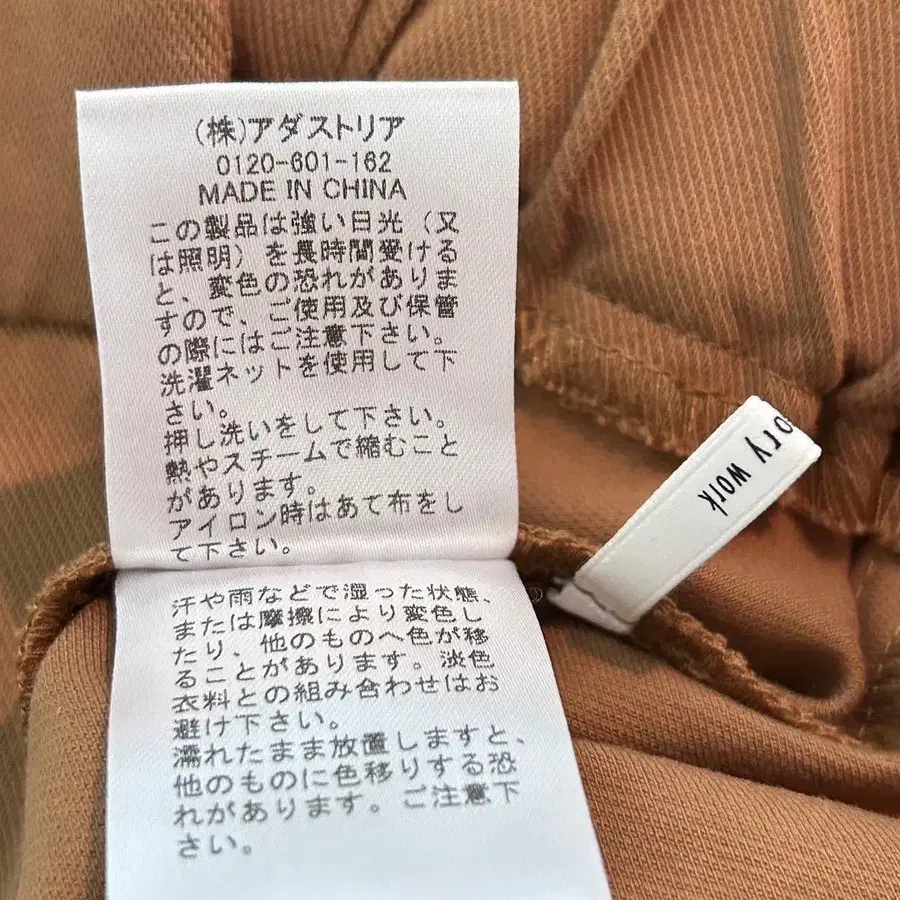 (株)アダストリア
0120-601-162
MADE IN CHINA
この製品は強い日光(又
は照明)を長時間受ける
と、変色の恐れがありま
すので、ご使用及び保管
の際にはご注意下さい。
洗濯ネットを使用して下
さい。
押し洗いをして下さい。
熱やスチームで縮むこと
があります。
アイロン時はあて布をし
て下さい。
汗や雨などで湿った状態、
または摩擦により変色し
たり、他のものへ色が移
ることがあります。淡色
衣料との組み合わせはお
避け下さい。
濡れたまま放置しますと、
他のものに色移りする恐
れがあります。ご注意下
さい。
ory work